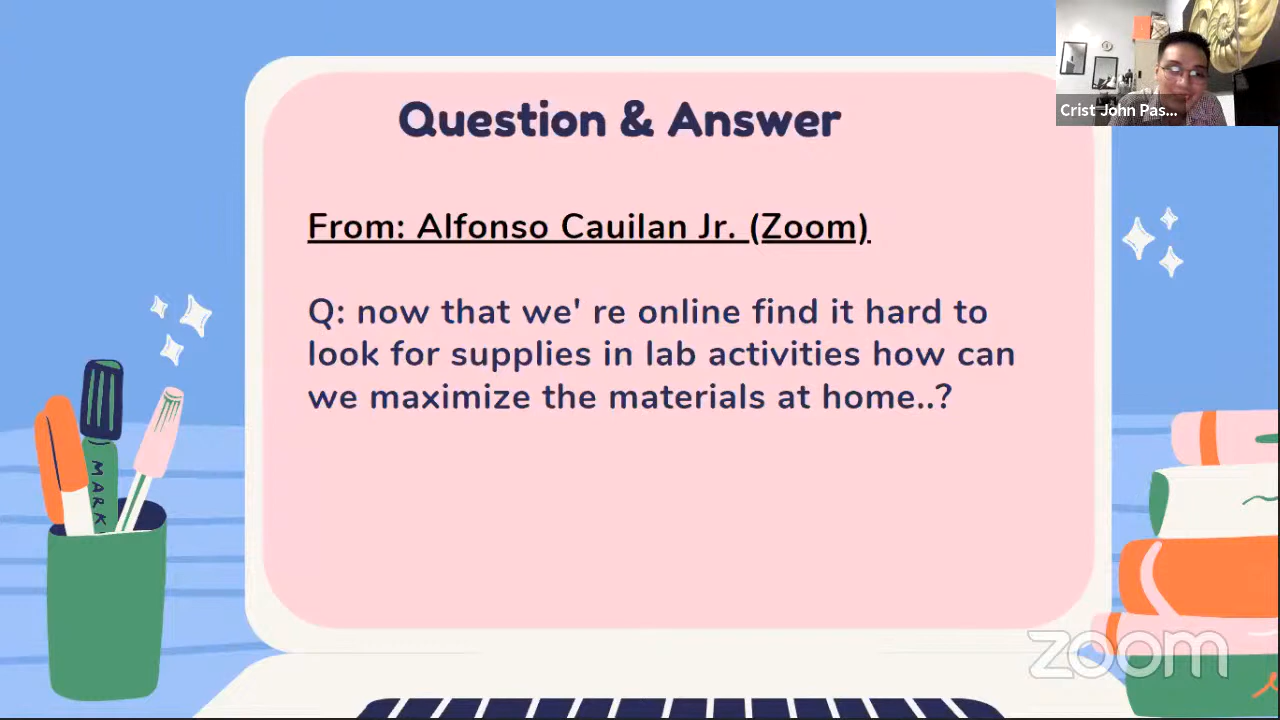 Question & Answer
Crist John Pas...
From: Alfonso Cauilan Jr. (Zoom)
Q: now that we' re online find it hard to
look for supplies in lab activities how can
we maximize the materials at home..?
MARK
zoom